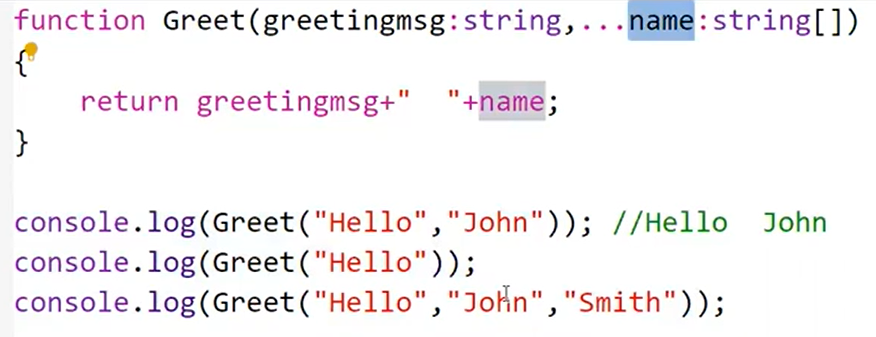 function Greet(greetingmsg:string,...name:string[])
{
    return greetingmsg+"  "+name;
}
console.log(Greet("Hello","John")); //Hello  John
console.log(Greet("Hello"));
console.log(Greet("Hello","John","Smith"));